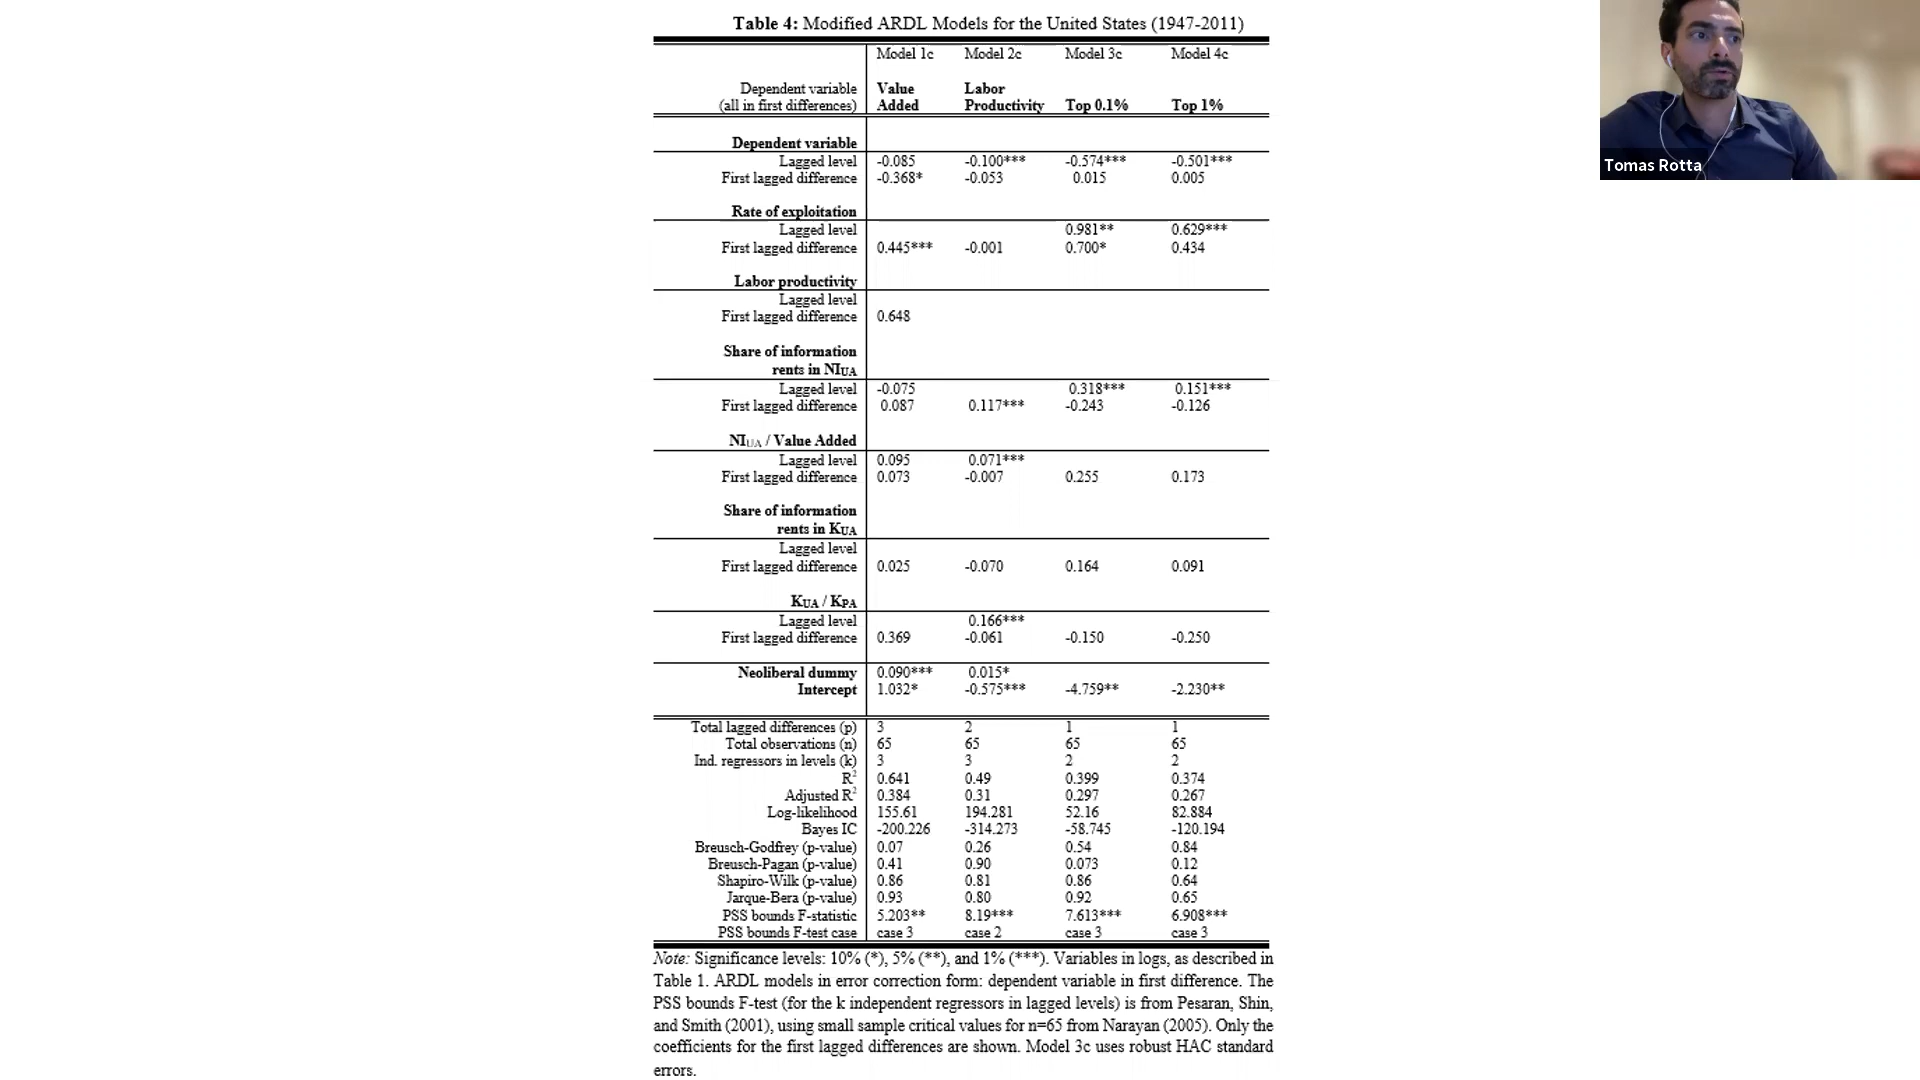 Table 4: Modified ARDL Models for the United States (1947-2011)
Model 1c Model 2c Model 3c Model 4c
Dependent variable Value Labor
(all in first differences) Added Productivity Top 0.1% Top 1%
Dependent variable
Lagged level -0.085 -0.100*** -0.574*** -0.501***
First lagged difference -0.368* -0.053 0.015 0.005
Rate of exploitation
Lagged level 0.981** 0.629***
First lagged difference 0.445*** -0.001 0.700* 0.434
Labor productivity
Lagged level
First lagged difference 0.648
Share of information
rents in NIUA
Lagged level -0.075 0.318*** 0.151***
First lagged difference 0.087 0.117*** -0.243 -0.126
NIUA / Value Added
Lagged level 0.095 0.071***
First lagged difference 0.073 -0.007 0.255 0.173
Share of information
rents in KUA
Lagged level
First lagged difference 0.025 -0.070 0.164 0.091
KUA / KPA
Lagged level 0.166***
First lagged difference 0.369 -0.061 -0.150 -0.250
Neoliberal dummy 0.090*** 0.015*
Intercept 1.032* -0.575*** -4.759** -2.230**
Total lagged differences (p) 3 2 1 1
Total observations (n) 65 65 65 65
Ind. regressors in levels (k) 3 3 2 2
R² 0.641 0.49 0.399 0.374
Adjusted R² 0.384 0.31 0.297 0.267
Log-likelihood 155.61 194.281 52.16 82.884
Bayes IC -200.226 -314.273 -58.745 -120.194
Breusch-Godfrey (p-value) 0.07 0.26 0.54 0.84
Breusch-Pagan (p-value) 0.41 0.90 0.073 0.12
Shapiro-Wilk (p-value) 0.86 0.81 0.86 0.64
Jarque-Bera (p-value) 0.93 0.80 0.92 0.65
PSS bounds F-statistic 5.203** 8.19*** 7.613*** 6.908***
PSS bounds F-test case case 3 case 2 case 3 case 3
Note: Significance levels: 10% (*), 5% (**), and 1% (***). Variables in logs, as described in
Table 1. ARDL models in error correction form: dependent variable in first difference. The
PSS bounds F-test (for the k independent regressors in lagged levels) is from Pesaran, Shin,
and Smith (2001), using small sample critical values for n=65 from Narayan (2005). Only the
coefficients for the first lagged differences are shown. Model 3c uses robust HAC standard
errors.
Tomas Rotta